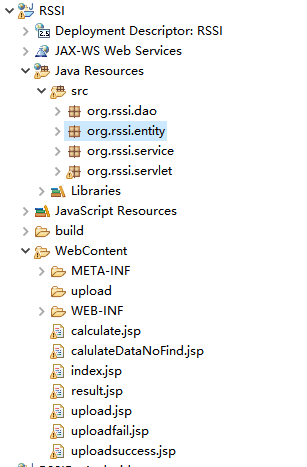 RSSI
Deployment Descriptor: RSSI
JAX-WS Web Services
Java Resources
src
org.rssi.dao
org.rssi.entity
org.rssi.service
org.rssi.servlet
Libraries
JavaScript Resources
build
WebContent
META-INF
upload
WEB-INF
calculate.jsp
calulateDataNoFind.jsp
index.jsp
result.jsp
upload.jsp
uploadfail.jsp
uploadsuccess.jsp